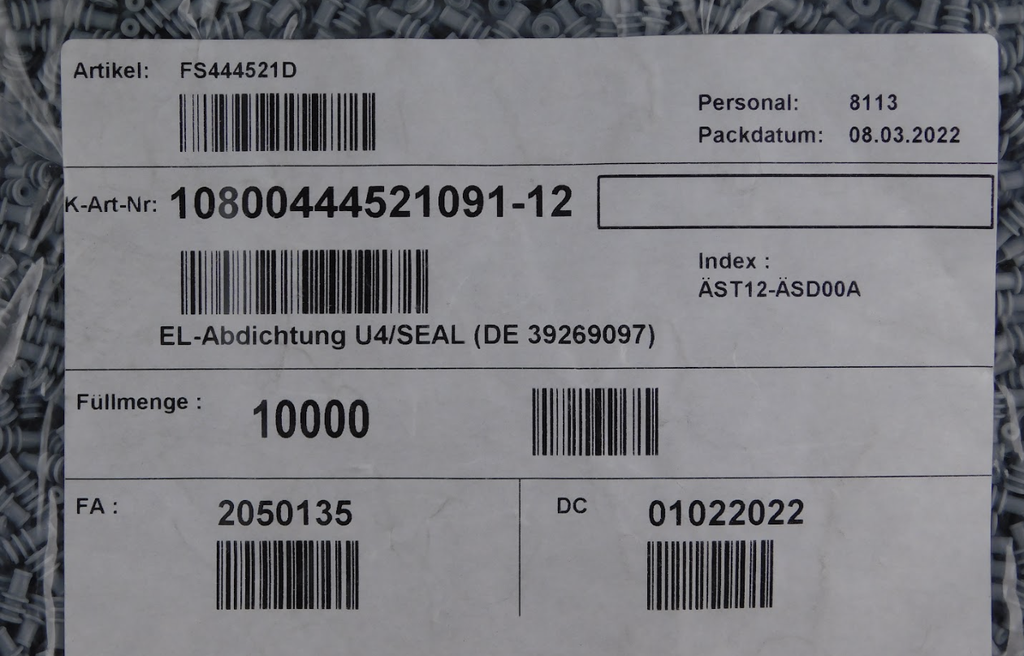 Artikel: FS444521D
Personal: 8113
Packdatum: 08.03.2022
K-Art-Nr: 10800444521091-12
Index :
ÄST12-ÄSD00A
EL-Abdichtung U4/SEAL (DE 39269097)
Füllmenge : 10000
FA : 2050135
DC 01022022